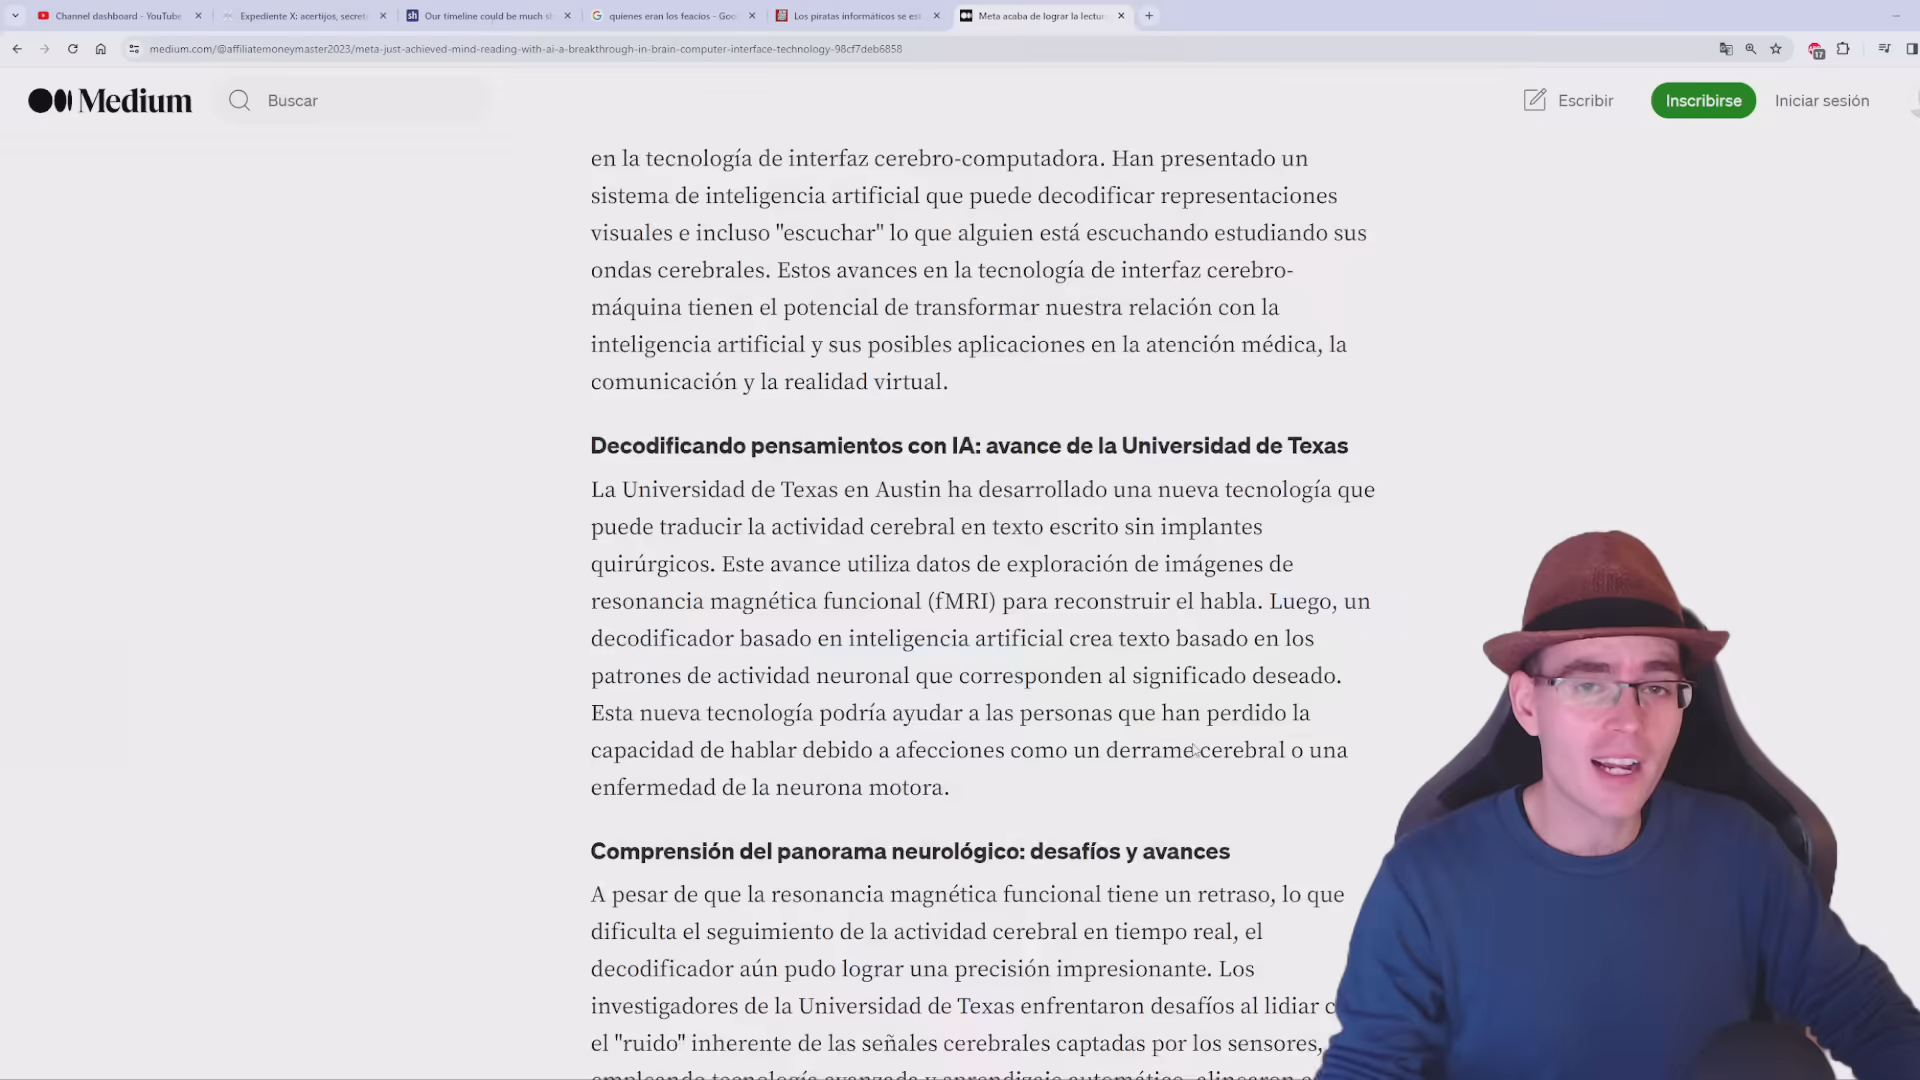 Channel dashboard - YouTube
Expediente X: acertijos, secret
Our timeline could be much s
quienes eran los feacios - Goo
Los piratas informáticos se es
Meta acaba de lograr la lectur
medium.com/@affiliatemoneymaster2023/meta-just-achieved-mind-reading-with-ai-a-breakthrough-in-brain-computer-interface-technology-98cf7deb6858
17
Medium
Buscar
Escribir
Inscribirse
Iniciar sesión
en la tecnología de interfaz cerebro-computadora. Han presentado un
sistema de inteligencia artificial que puede decodificar representaciones
visuales e incluso "escuchar" lo que alguien está escuchando estudiando sus
ondas cerebrales. Estos avances en la tecnología de interfaz cerebro-
máquina tienen el potencial de transformar nuestra relación con la
inteligencia artificial y sus posibles aplicaciones en la atención médica, la
comunicación y la realidad virtual.
Decodificando pensamientos con IA: avance de la Universidad de Texas
La Universidad de Texas en Austin ha desarrollado una nueva tecnología que
puede traducir la actividad cerebral en texto escrito sin implantes
quirúrgicos. Este avance utiliza datos de exploración de imágenes de
resonancia magnética funcional (fMRI) para reconstruir el habla. Luego, un
decodificador basado en inteligencia artificial crea texto basado en los
patrones de actividad neuronal que corresponden al significado deseado.
Esta nueva tecnología podría ayudar a las personas que han perdido la
capacidad de hablar debido a afecciones como un derrame cerebral o una
enfermedad de la neurona motora.
Comprensión del panorama neurológico: desafíos y avances
A pesar de que la resonancia magnética funcional tiene un retraso, lo que
dificulta el seguimiento de la actividad cerebral en tiempo real, el
decodificador aún pudo lograr una precisión impresionante. Los
investigadores de la Universidad de Texas enfrentaron desafíos al lidiar c
el "ruido" inherente de las señales cerebrales captadas por los sensores,
empleando tecnología avanzada y aprendizaje automático, alinearon